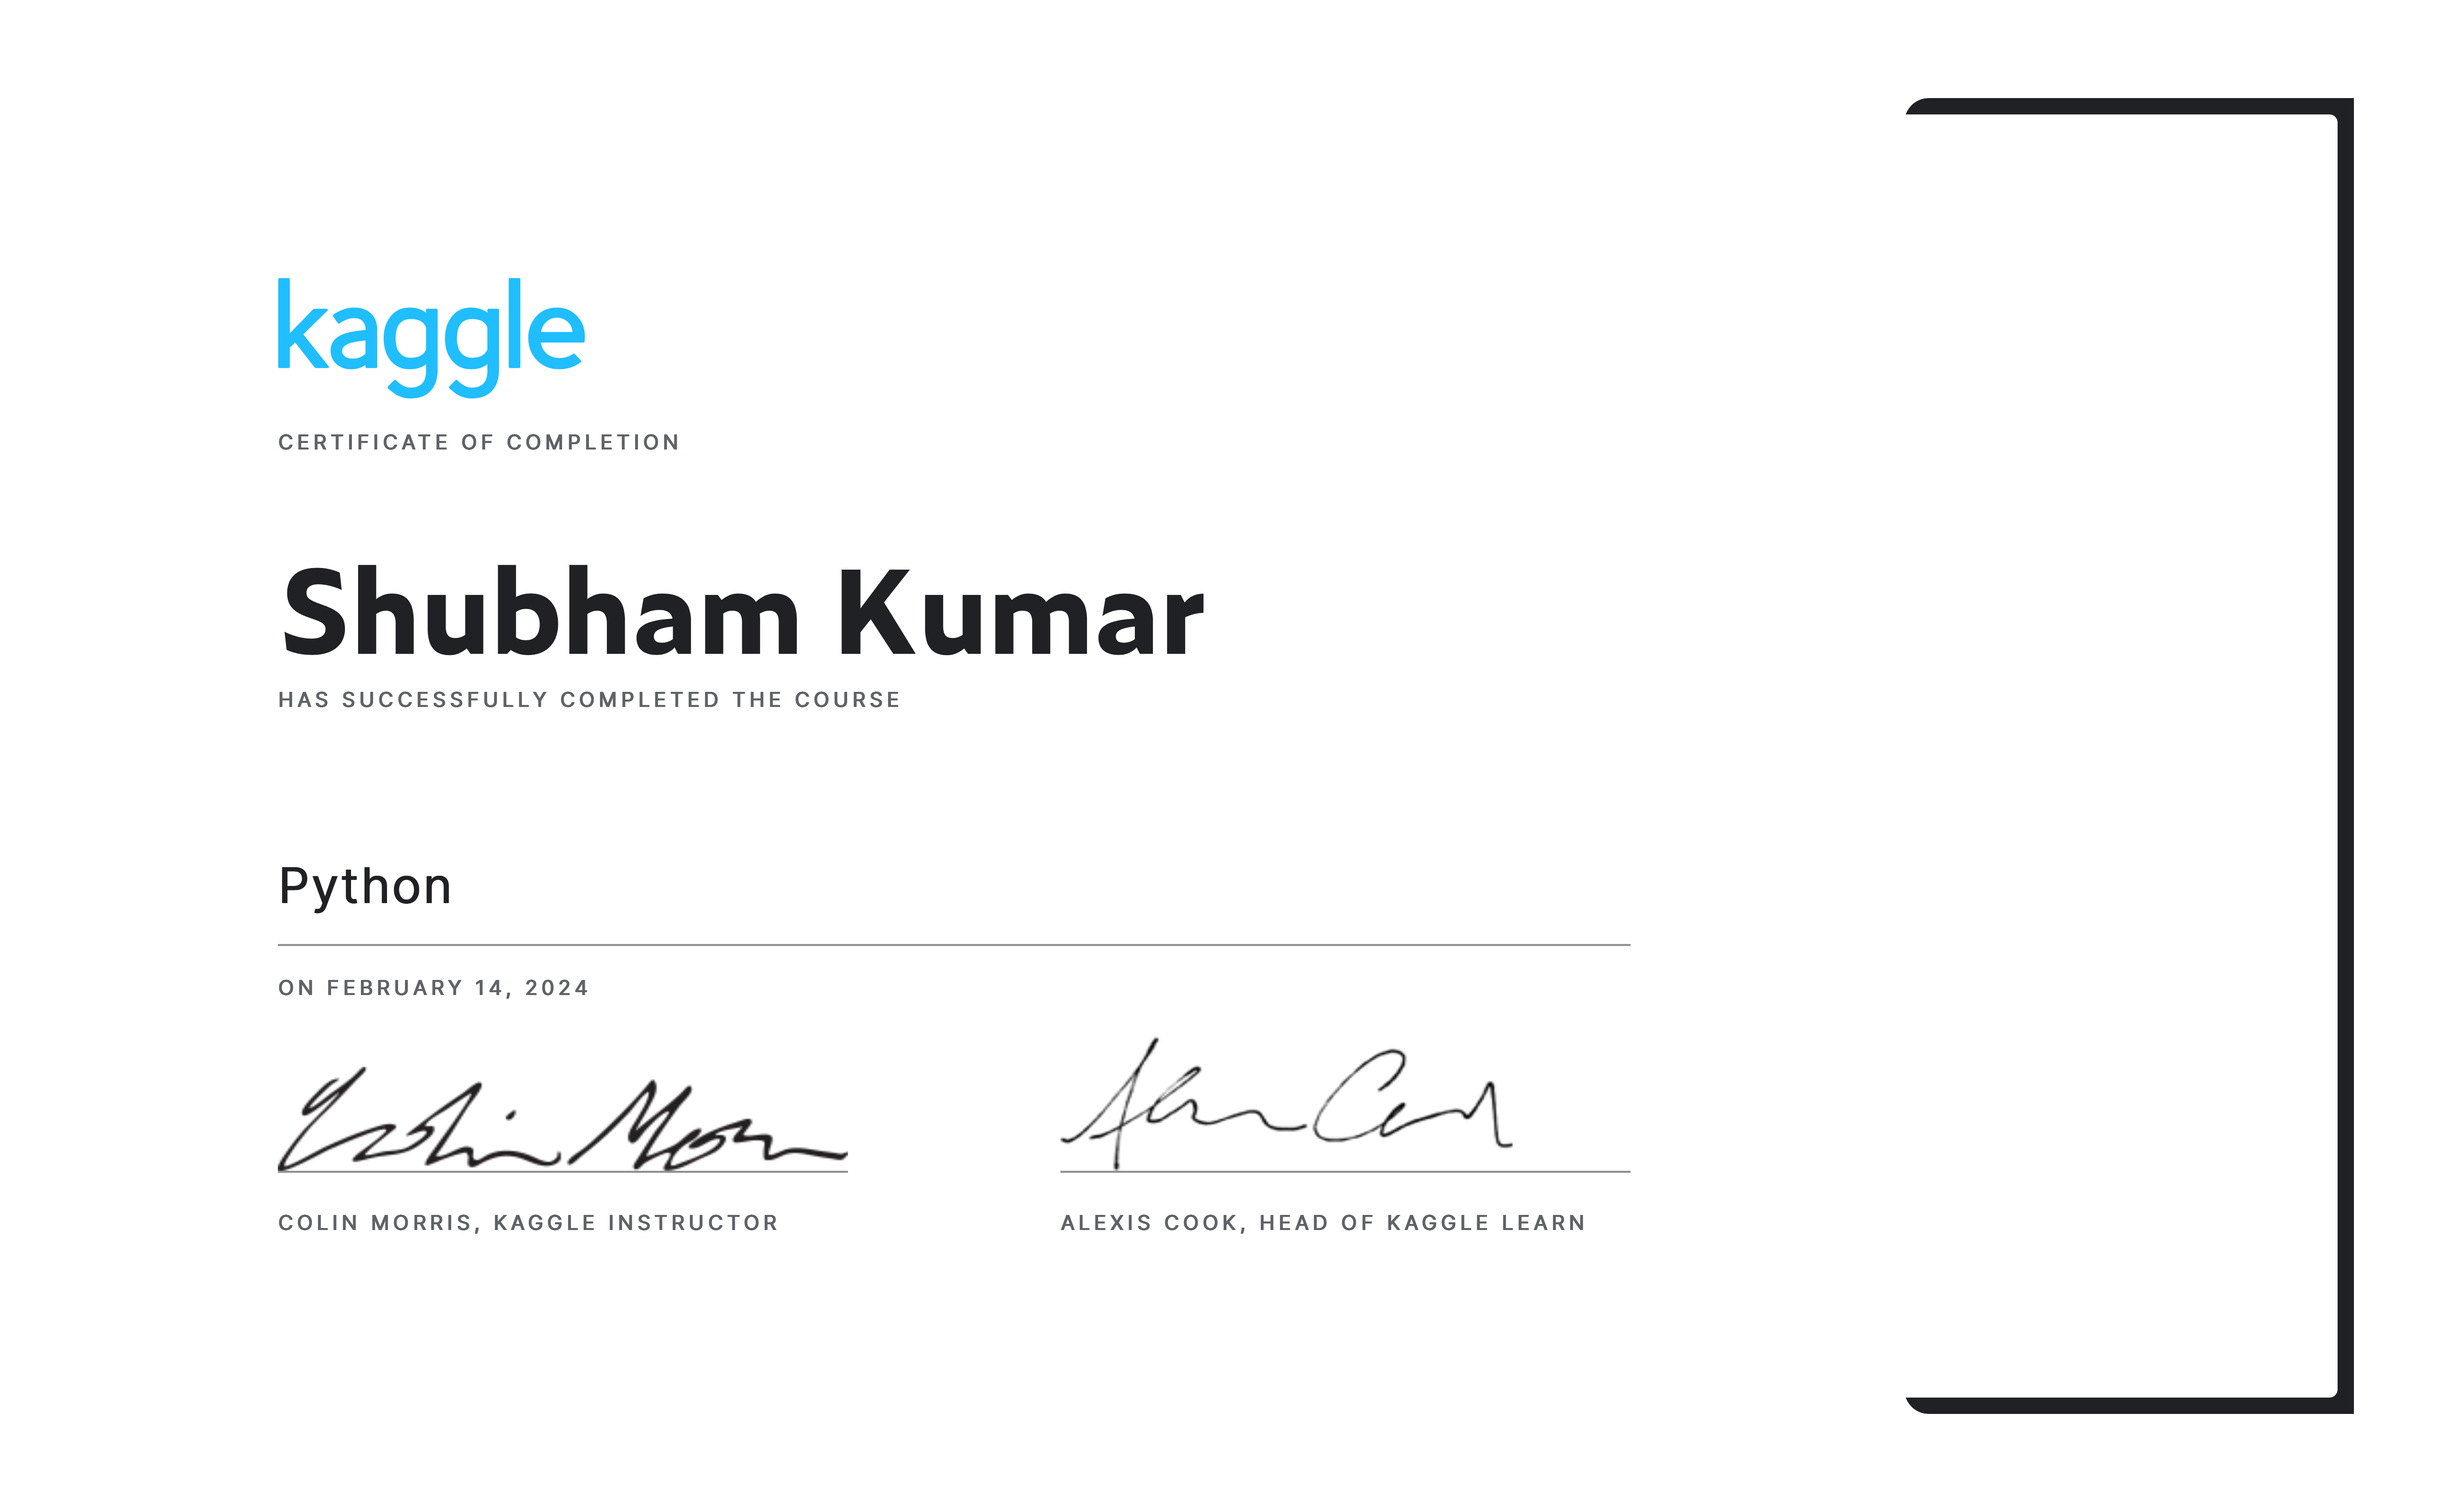 kaggle
CERTIFICATE OF COMPLETION
Shubham Kumar
HAS SUCCESSFULLY COMPLETED THE COURSE
Python
ON FEBRUARY 14, 2024
COLIN MORRIS, KAGGLE INSTRUCTOR
ALEXIS COOK, HEAD OF KAGGLE LEARN